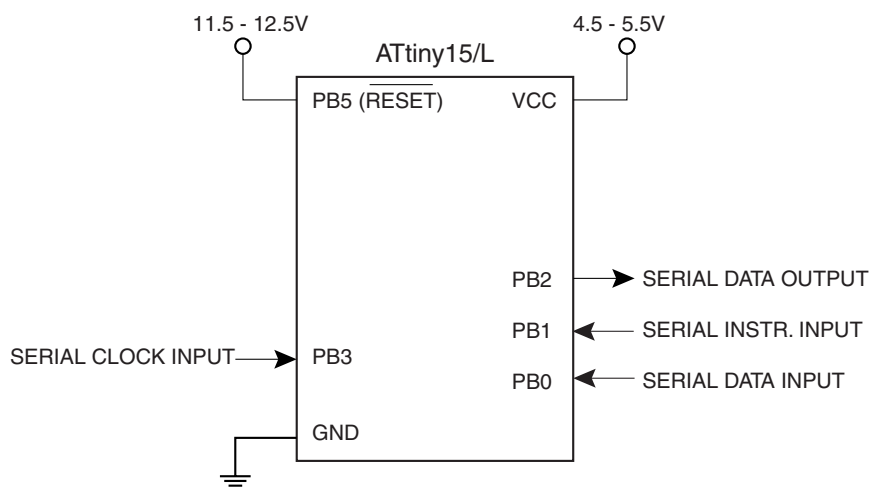 11.5 - 12.5V
4.5 - 5.5V
ATtiny15/L
PB5 (RESET)
VCC
PB2
SERIAL DATA OUTPUT
PB1
SERIAL INSTR. INPUT
SERIAL CLOCK INPUT
PB3
PB0
SERIAL DATA INPUT
GND